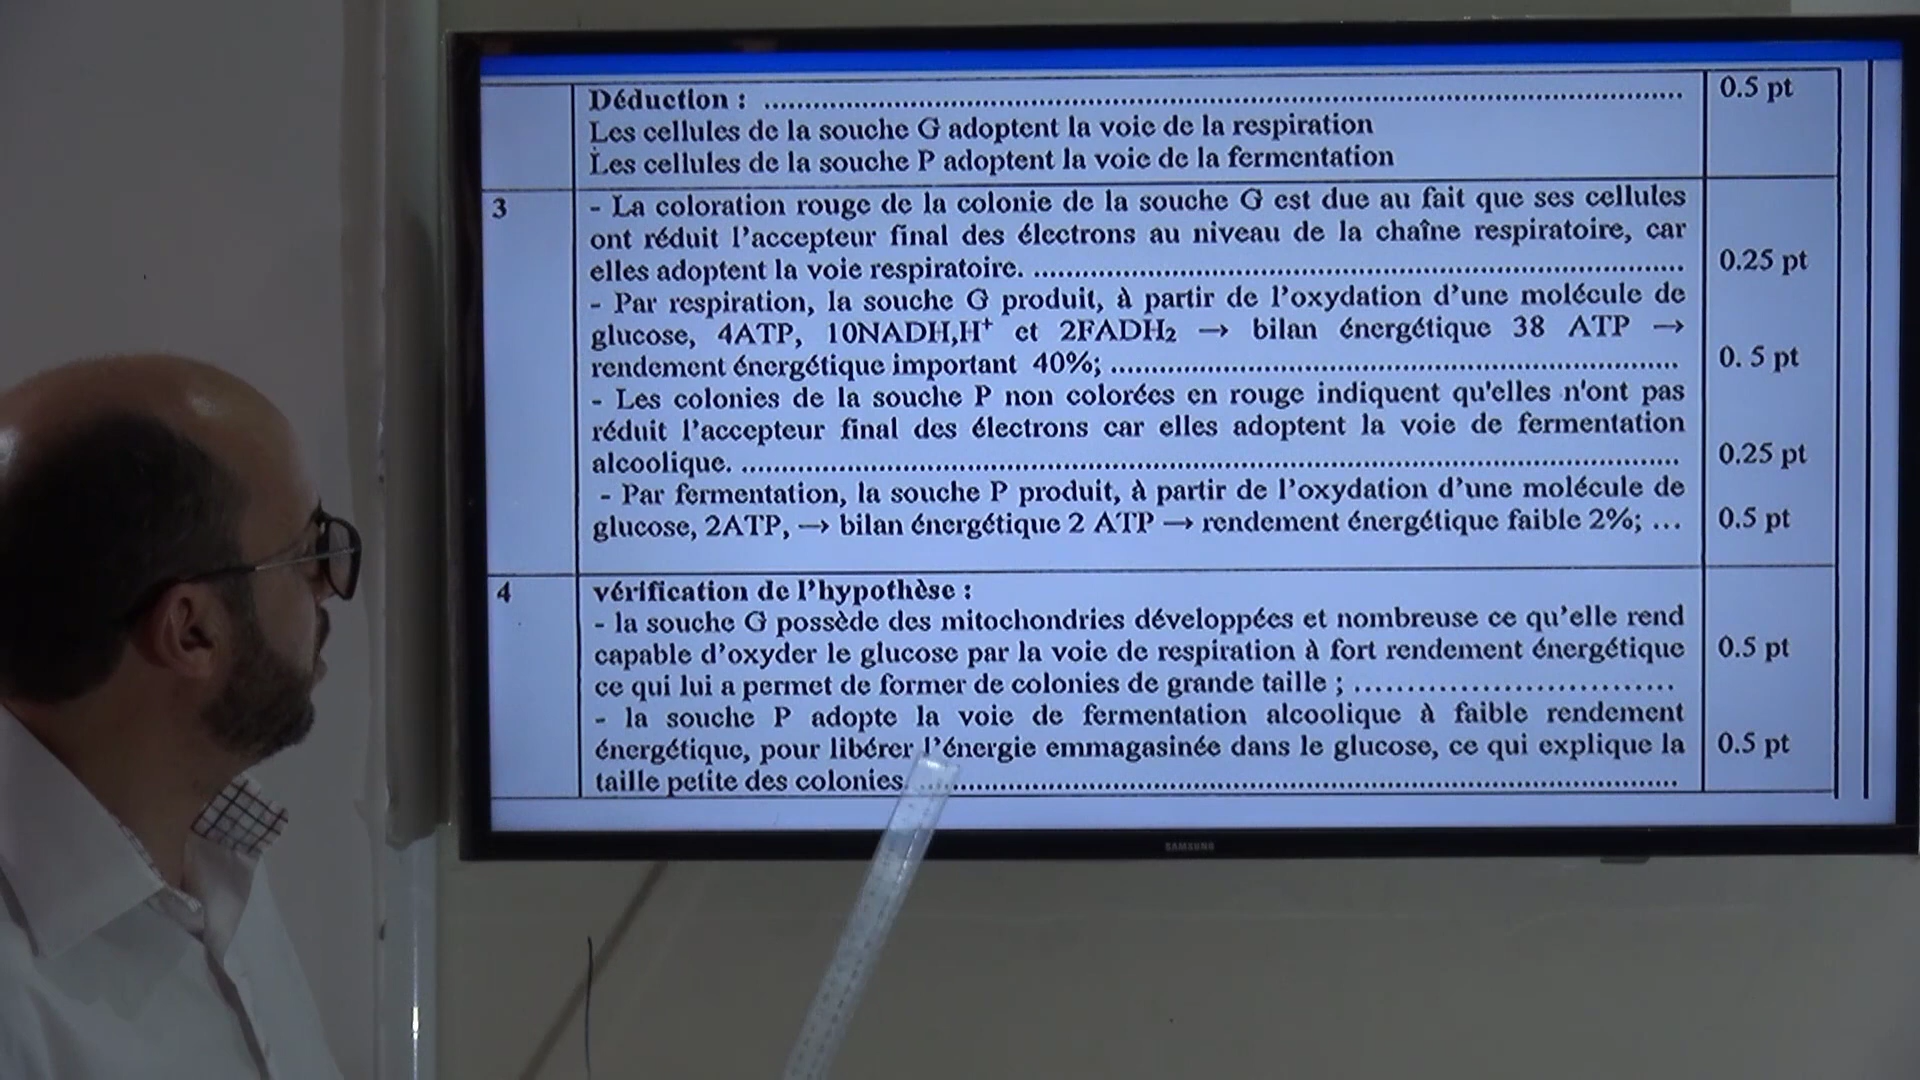 Déduction : ........................................ 0.5 pt
Les cellules de la souche G adoptent la voie de la respiration
Les cellules de la souche P adoptent la voie de la fermentation
3
- La coloration rouge de la colonie de la souche G est due au fait que ses cellules
ont réduit l’accepteur final des électrons au niveau de la chaîne respiratoire, car
elles adoptent la voie respiratoire. ........................................ 0.25 pt
- Par respiration, la souche G produit, à partir de l’oxydation d’une molécule de
glucose, 4ATP, 10NADH,H⁺ et 2FADH₂ → bilan énergétique 38 ATP →
rendement énergétique important 40%; ........................................ 0. 5 pt
- Les colonies de la souche P non colorées en rouge indiquent qu'elles n'ont pas
réduit l’accepteur final des électrons car elles adoptent la voie de fermentation
alcoolique. ........................................ 0.25 pt
- Par fermentation, la souche P produit, à partir de l’oxydation d’une molécule de
glucose, 2ATP, → bilan énergétique 2 ATP → rendement énergétique faible 2%; ... 0.5 pt
4
vérification de l’hypothèse :
- la souche G possède des mitochondries développées et nombreuse ce qu’elle rend
capable d’oxyder le glucose par la voie de respiration à fort rendement énergétique 0.5 pt
ce qui lui a permet de former de colonies de grande taille ; ..............................
- la souche P adopte la voie de fermentation alcoolique à faible rendement
énergétique, pour libérer l’énergie emmagasinée dans le glucose, ce qui explique la 0.5 pt
taille petite des colonies. ........................................
SAMSUNG